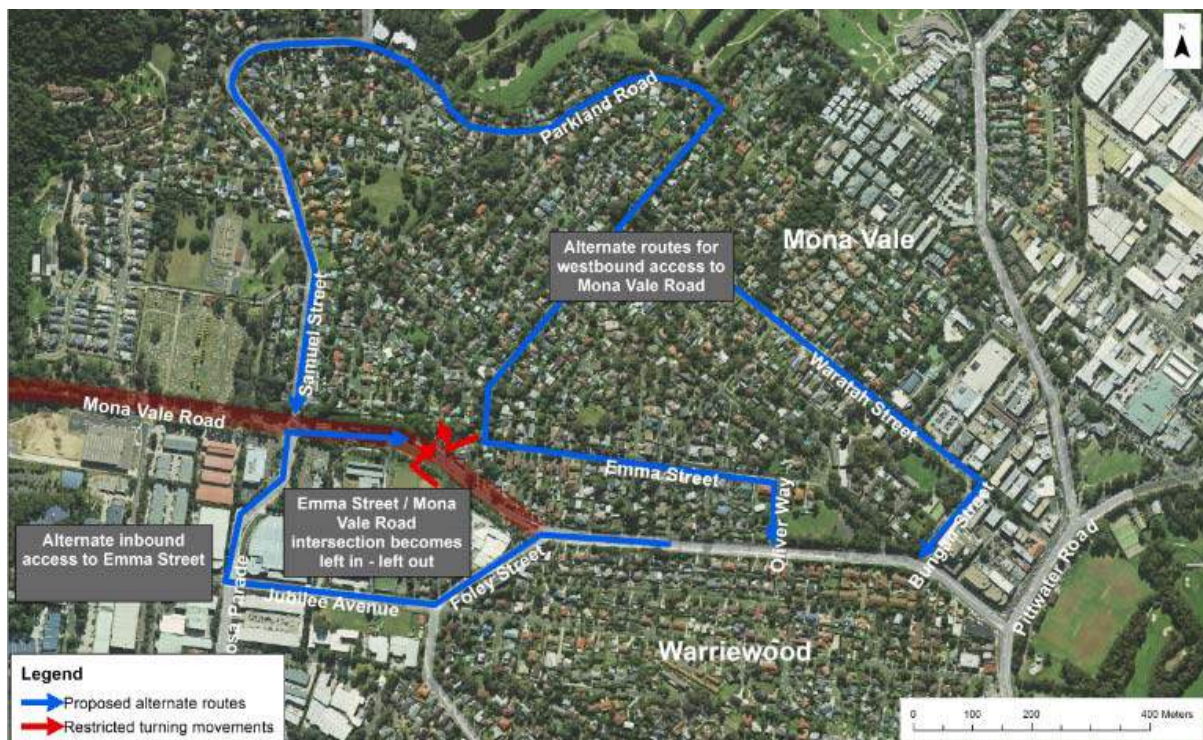 N
Parkland Road
Alternate routes for
westbound access to
Mona Vale Road
Mona Vale
Samuel Street
Waratah Street
Mona Vale Road
Emma Street
Oliver Way
Bungan Street
Pittwater Road
Emma Street / Mona
Vale Road
intersection becomes
left in - left out
Alternate inbound
access to Emma Street
Foley Street
Jubilee Avenue
osa Parade
Warriewood
Legend
Proposed alternate routes
Restricted turning movements
0 100 200 400 Meters